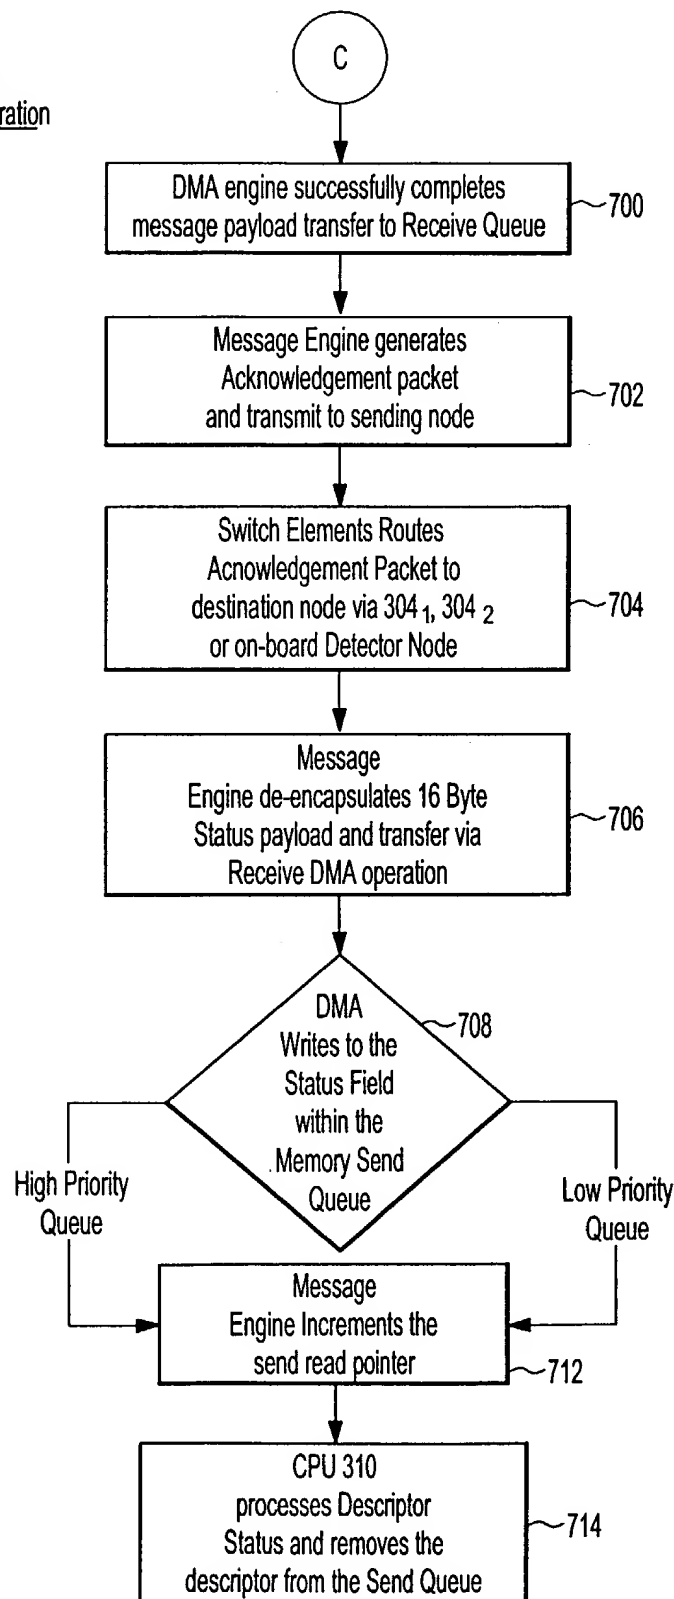 C
ration
DMA engine successfully completes
message payload transfer to Receive Queue
700
Message Engine generates
Acknowledgement packet
and transmit to sending node
702
Switch Elements Routes
Acnowledgement Packet to
destination node via 304 1, 304 2
or on-board Detector Node
704
Message
Engine de-encapsulates 16 Byte
Status payload and transfer via
Receive DMA operation
706
DMA
Writes to the
Status Field
within the
Memory Send
Queue
708
High Priority
Queue
Low Priority
Queue
Message
Engine Increments the
send read pointer
712
CPU 310
processes Descriptor
Status and removes the
descriptor from the Send Queue
714